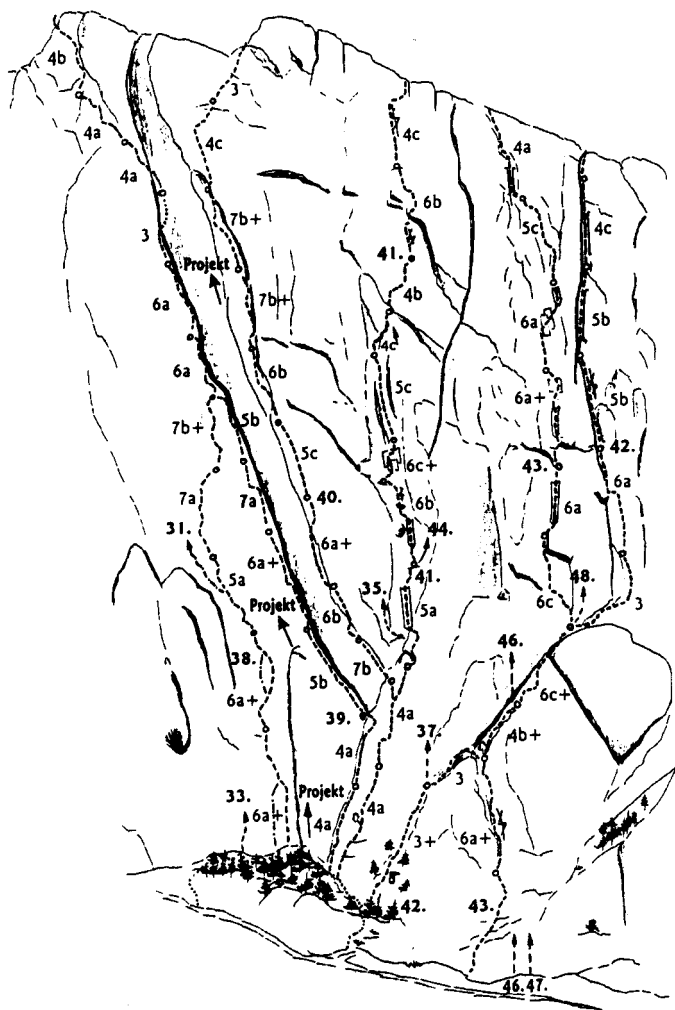 4b
3
4c
4a
4a
4a
4c
7b+
6b
5c
4c
3
Projekt
41.
7b+
4b
6a
6a
5b
6a
4c
6b
5c
6a+
5b
7b+
5b
5c
42.
6c+
43.
6a
7a
7a
40.
6b
6a
31.
44.
6a+
6a+
5a
41.
35.
48.
6c
Projekt
6b
5a
3
46.
38.
7b
6c+
5b
6a+
39.
4a
37
4b+
4a
3
Projekt
33.
6a+
4a
4a
3+
6a+
42.
43.
46. 47.